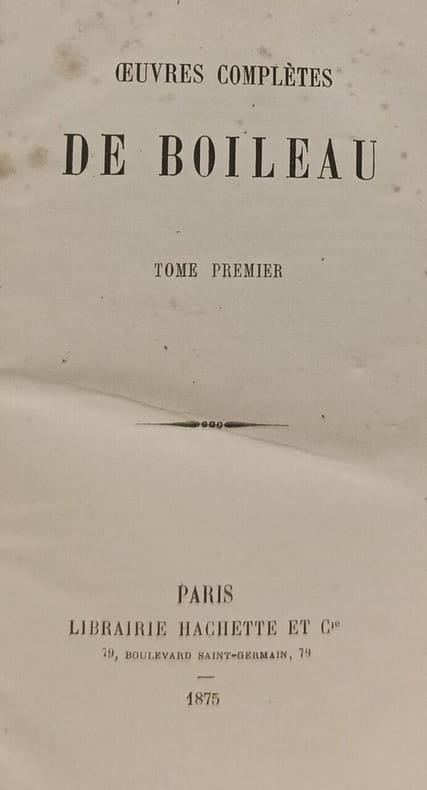 ŒUVRES COMPLÈTES
DE BOILEAU
TOME PREMIER
PARIS
LIBRAIRIE HACHETTE ET Cie
79, BOULEVARD SAINT-GERMAIN, 79
1875